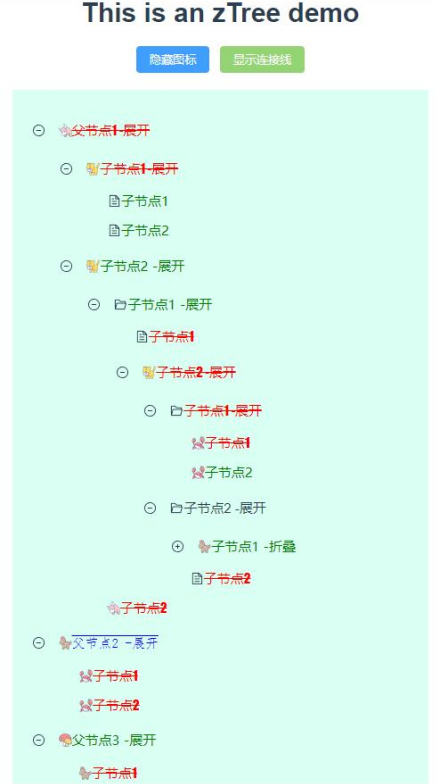 This is an zTree demo
隐藏图标 显示连接线
父节点1-展开
子节点1-展开
子节点1
子节点2
子节点2 -展开
子节点1 -展开
子节点1
子节点2-展开
子节点1-展开
子节点1
子节点2
子节点2 -展开
子节点1 -折叠
子节点2
子节点2
父节点2 -展开
子节点1
子节点2
父节点3 -展开
子节点1